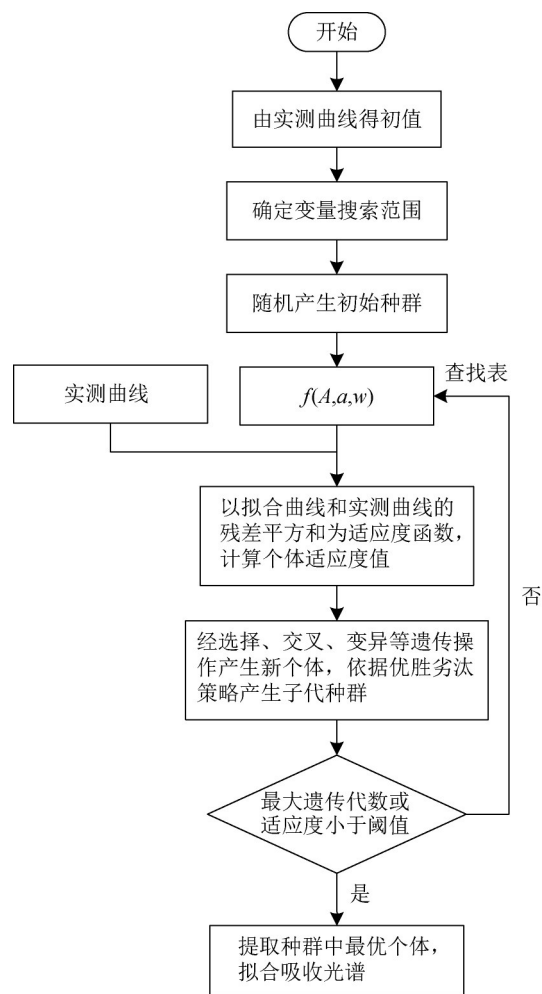 开始
由实测曲线得初值
确定变量搜索范围
随机产生初始种群
查找表
实测曲线
f(A,a,w)
以拟合曲线和实测曲线的
残差平方和为适应度函数，
计算个体适应度值
否
经选择、交叉、变异等遗传操
作产生新个体，依据优胜劣汰
策略产生子代种群
最大遗传代数或
适应度小于阈值
是
提取种群中最优个体，
拟合吸收光谱